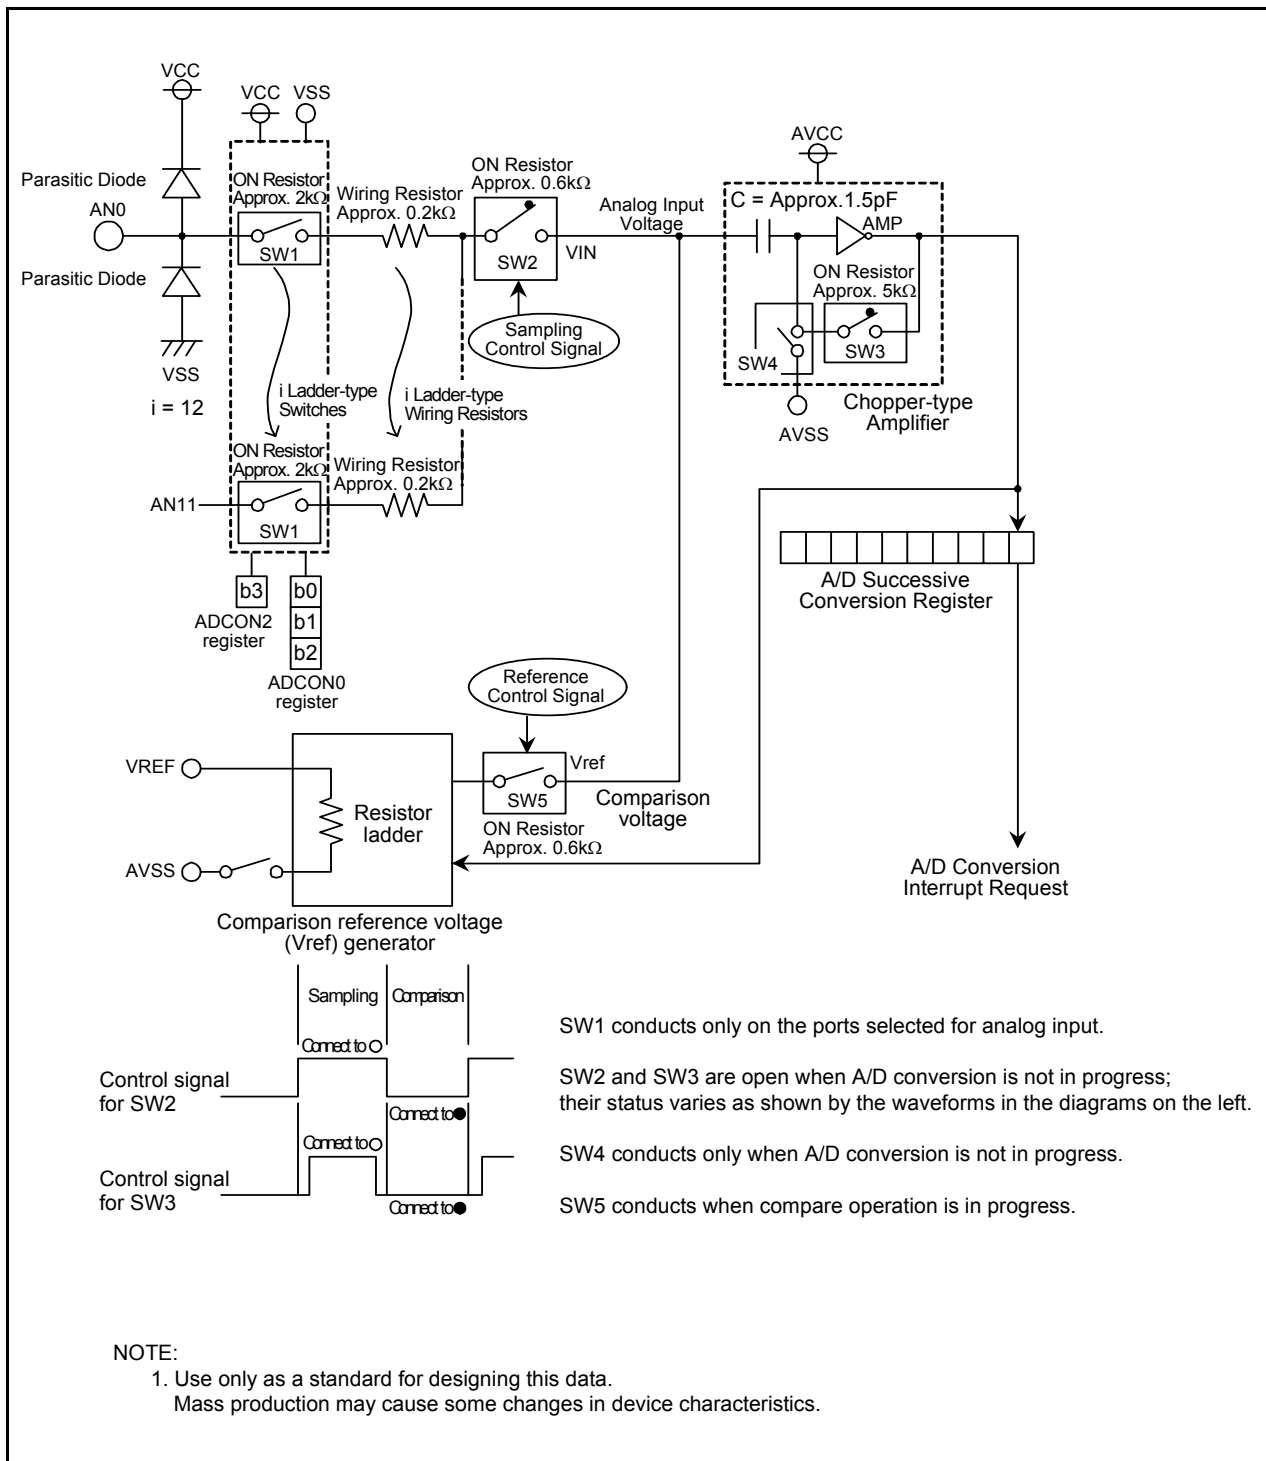 VCC
VCC
VSS
AVCC
Parasitic Diode
AN0
Parasitic Diode
VSS
i = 12
ON Resistor
Approx. 2kΩ
SW1
Wiring Resistor
Approx. 0.2kΩ
ON Resistor
Approx. 0.6kΩ
SW2
VIN
Sampling
Control Signal
Analog Input
Voltage
C = Approx.1.5pF
AMP
ON Resistor
Approx. 5kΩ
SW3
SW4
AVSS
Chopper-type
Amplifier
i Ladder-type
Switches
i Ladder-type
Wiring Resistors
ON Resistor
Approx. 2kΩ
Wiring Resistor
Approx. 0.2kΩ
AN11
SW1
b3
ADCON2
register
b0
b1
b2
ADCON0
register
A/D Successive
Conversion Register
Reference
Control Signal
VREF
AVSS
Resistor
ladder
Vref
SW5
ON Resistor
Approx. 0.6kΩ
Comparison
voltage
A/D Conversion
Interrupt Request
Comparison reference voltage
(Vref) generator
Sampling
Comparison
Connect to ○
Control signal
for SW2
Connect to ●
Connect to ○
Control signal
for SW3
Connect to ●
SW1 conducts only on the ports selected for analog input.
SW2 and SW3 are open when A/D conversion is not in progress;
their status varies as shown by the waveforms in the diagrams on the left.
SW4 conducts only when A/D conversion is not in progress.
SW5 conducts when compare operation is in progress.
NOTE:
1. Use only as a standard for designing this data.
Mass production may cause some changes in device characteristics.